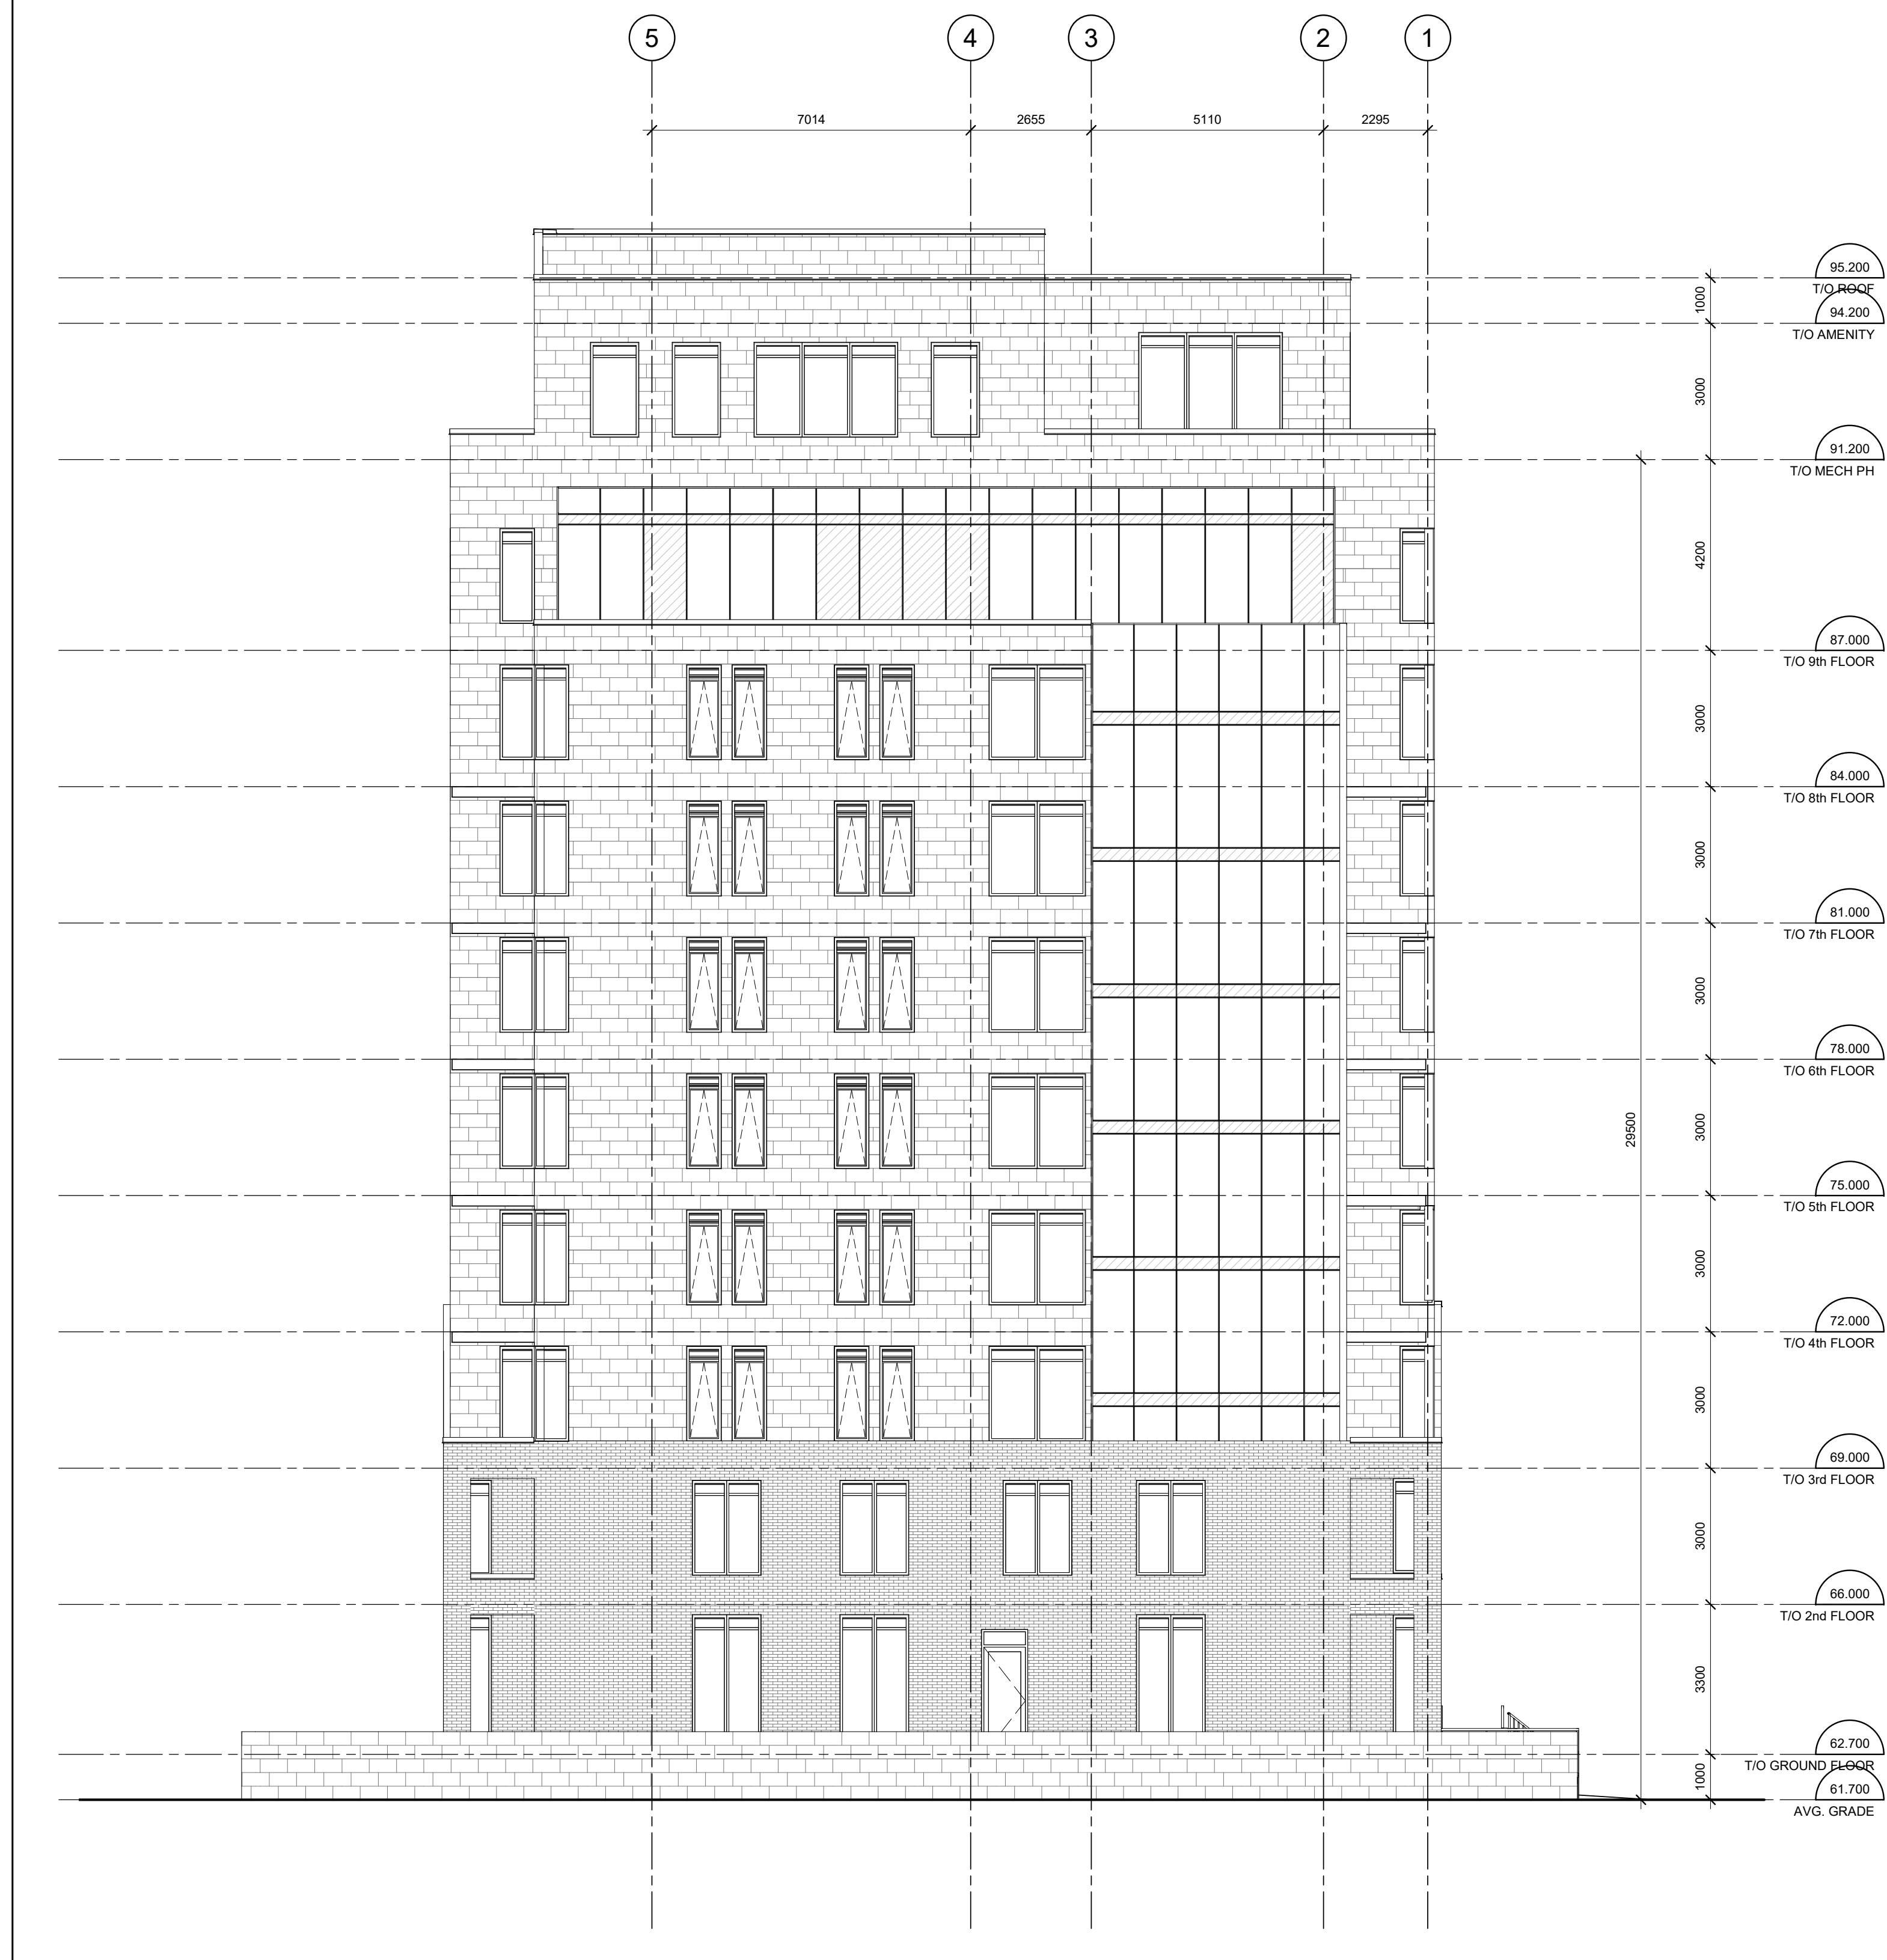 5 4 3 2 1
7014 2655 5110 2295
95.200
T/O ROOF
1000
94.200
T/O AMENITY
3000
91.200
T/O MECH PH
4200
87.000
T/O 9th FLOOR
3000
84.000
T/O 8th FLOOR
3000
81.000
T/O 7th FLOOR
3000
78.000
T/O 6th FLOOR
29500
3000
75.000
T/O 5th FLOOR
3000
72.000
T/O 4th FLOOR
3000
69.000
T/O 3rd FLOOR
3000
66.000
T/O 2nd FLOOR
3300
62.700
T/O GROUND FLOOR
1000
61.700
AVG. GRADE